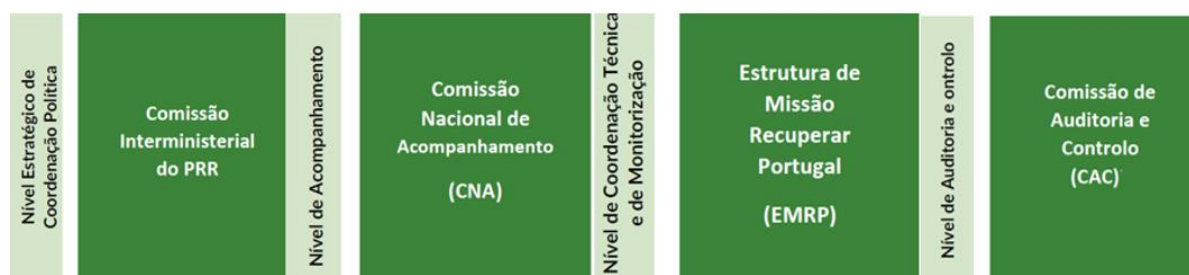 Nível Estratégico de
Coordenação Política
Comissão
Interministerial
do PRR
Nível de Acompanhamento
Comissão
Nacional de
Acompanhamento
(CNA)
Nível de Coordenação Técnica
e de Monitorização
Estrutura de
Missão
Recuperar
Portugal
(EMRP)
Nível de Auditoria e ontrolo
Comissão de
Auditoria e
Controlo
(CAC)